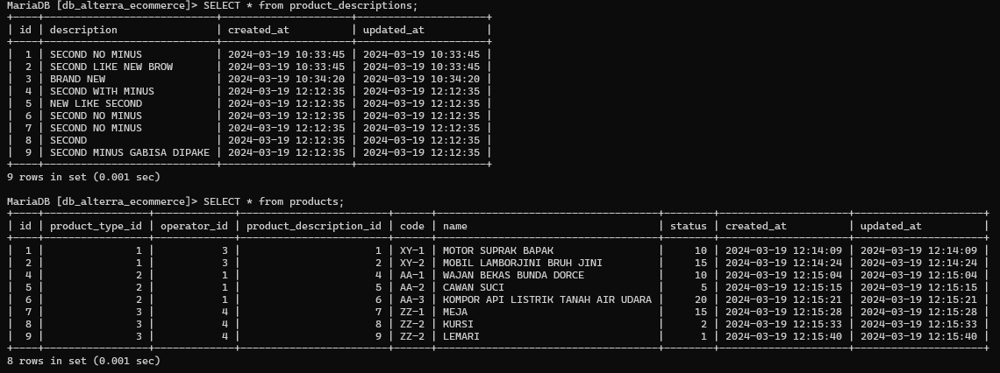 MariaDB [db_alterra_ecommerce]> SELECT * from product_descriptions;
+----+-----------------------------+---------------------+---------------------+
| id | description                 | created_at          | updated_at          |
+----+-----------------------------+---------------------+---------------------+
|  1 | SECOND NO MINUS             | 2024-03-19 10:33:45 | 2024-03-19 10:33:45 |
|  2 | SECOND LIKE NEW BROW        | 2024-03-19 10:33:45 | 2024-03-19 10:33:45 |
|  3 | BRAND NEW                   | 2024-03-19 10:34:20 | 2024-03-19 10:34:20 |
|  4 | SECOND WITH MINUS           | 2024-03-19 12:12:35 | 2024-03-19 12:12:35 |
|  5 | NEW LIKE SECOND             | 2024-03-19 12:12:35 | 2024-03-19 12:12:35 |
|  6 | SECOND NO MINUS             | 2024-03-19 12:12:35 | 2024-03-19 12:12:35 |
|  7 | SECOND NO MINUS             | 2024-03-19 12:12:35 | 2024-03-19 12:12:35 |
|  8 | SECOND                      | 2024-03-19 12:12:35 | 2024-03-19 12:12:35 |
|  9 | SECOND MINUS GABISA DIPAKE | 2024-03-19 12:12:35 | 2024-03-19 12:12:35 |
+----+-----------------------------+---------------------+---------------------+
9 rows in set (0.001 sec)

MariaDB [db_alterra_ecommerce]> SELECT * from products;
+----+-----------------+-------------+------------------------+------+------------------------------------+--------+---------------------+---------------------+
| id | product_type_id | operator_id | product_description_id | code | name                               | status | created_at          | updated_at          |
+----+-----------------+-------------+------------------------+------+------------------------------------+--------+---------------------+---------------------+
|  1 |               1 |           3 |                      1 | XY-1 | MOTOR SUPRAK BAPAK                 |     10 | 2024-03-19 12:14:09 | 2024-03-19 12:14:09 |
|  2 |               1 |           3 |                      2 | XY-2 | MOBIL LAMBORJINI BRUH JINI         |     15 | 2024-03-19 12:14:24 | 2024-03-19 12:14:24 |
|  4 |               2 |           1 |                      4 | AA-1 | WAJAN BEKAS BUNDA DORCE            |     10 | 2024-03-19 12:15:04 | 2024-03-19 12:15:04 |
|  5 |               2 |           1 |                      5 | AA-2 | CAWAN SUCI                         |      5 | 2024-03-19 12:15:15 | 2024-03-19 12:15:15 |
|  6 |               2 |           1 |                      6 | AA-3 | KOMPOR API LISTRIK TANAH AIR UDARA |     20 | 2024-03-19 12:15:21 | 2024-03-19 12:15:21 |
|  7 |               3 |           4 |                      7 | ZZ-1 | MEJA                               |     15 | 2024-03-19 12:15:28 | 2024-03-19 12:15:28 |
|  8 |               3 |           4 |                      8 | ZZ-2 | KURSI                              |      2 | 2024-03-19 12:15:33 | 2024-03-19 12:15:33 |
|  9 |               3 |           4 |                      9 | ZZ-2 | LEMARI                             |      1 | 2024-03-19 12:15:40 | 2024-03-19 12:15:40 |
+----+-----------------+-------------+------------------------+------+------------------------------------+--------+---------------------+---------------------+
8 rows in set (0.001 sec)